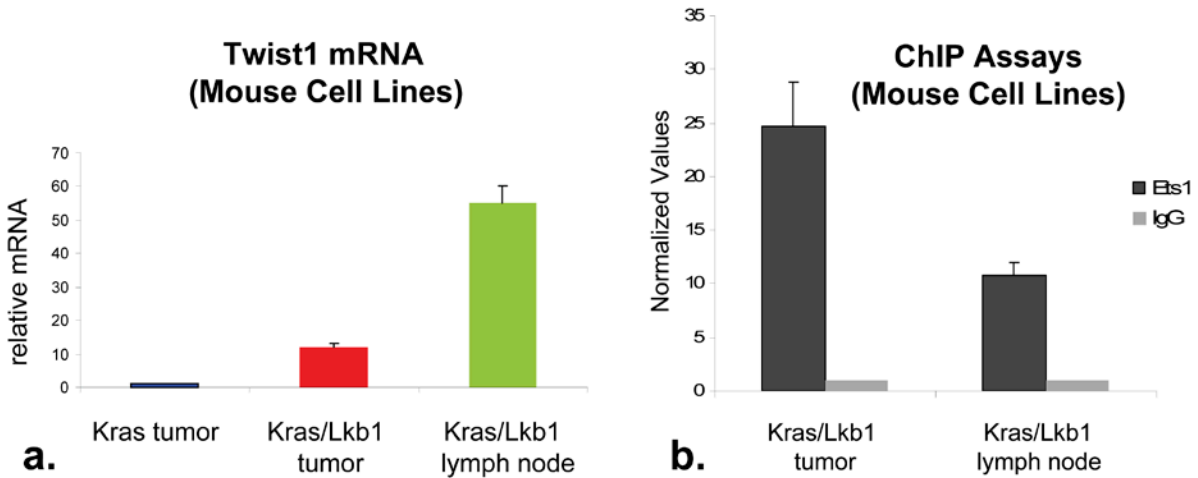 Twist1 mRNA
(Mouse Cell Lines)
relative mRNA
70
60
50
40
30
20
10
0
Kras tumor
Kras/Lkb1
tumor
Kras/Lkb1
lymph node
a.
ChIP Assays
(Mouse Cell Lines)
Normalized Values
35
30
25
20
15
10
5
0
Ets1
IgG
Kras/Lkb1
tumor
Kras/Lkb1
lymph node
b.